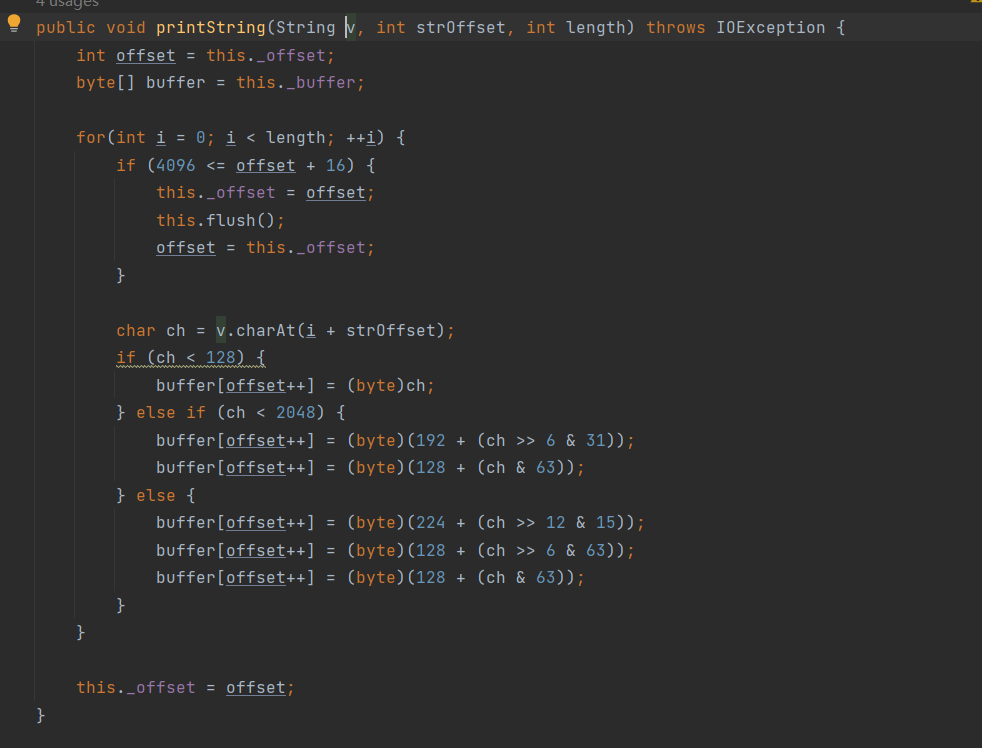 4 usages
public void printString(String v, int strOffset, int length) throws IOException {
    int offset = this._offset;
    byte[] buffer = this._buffer;

    for(int i = 0; i < length; ++i) {
        if (4096 <= offset + 16) {
            this._offset = offset;
            this.flush();
            offset = this._offset;
        }

        char ch = v.charAt(i + strOffset);
        if (ch < 128) {
            buffer[offset++] = (byte)ch;
        } else if (ch < 2048) {
            buffer[offset++] = (byte)(192 + (ch >> 6 & 31));
            buffer[offset++] = (byte)(128 + (ch & 63));
        } else {
            buffer[offset++] = (byte)(224 + (ch >> 12 & 15));
            buffer[offset++] = (byte)(128 + (ch >> 6 & 63));
            buffer[offset++] = (byte)(128 + (ch & 63));
        }
    }

    this._offset = offset;
}